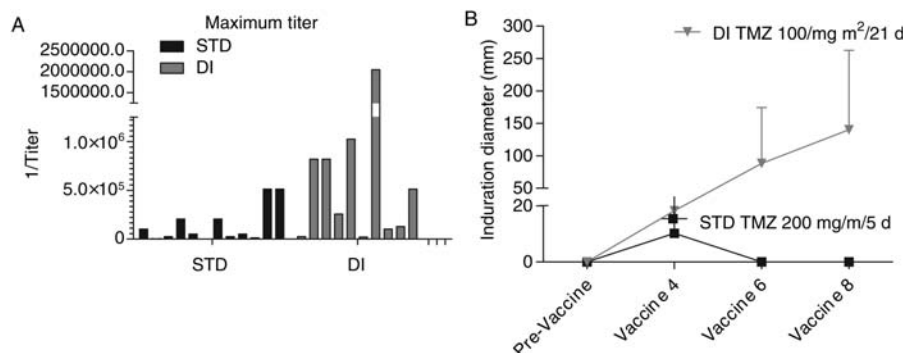 A
Maximum titer
STD
DI
2500000.0
2000000.0
1500000.0
1.0×10⁶
5.0×10⁵
0
1/Titer
STD
DI
B
300
250
200
150
100
50
20
0
Induration diameter (mm)
DI TMZ 100/mg m²/21 d
STD TMZ 200 mg/m/5 d
Pre-Vaccine
Vaccine 4
Vaccine 6
Vaccine 8